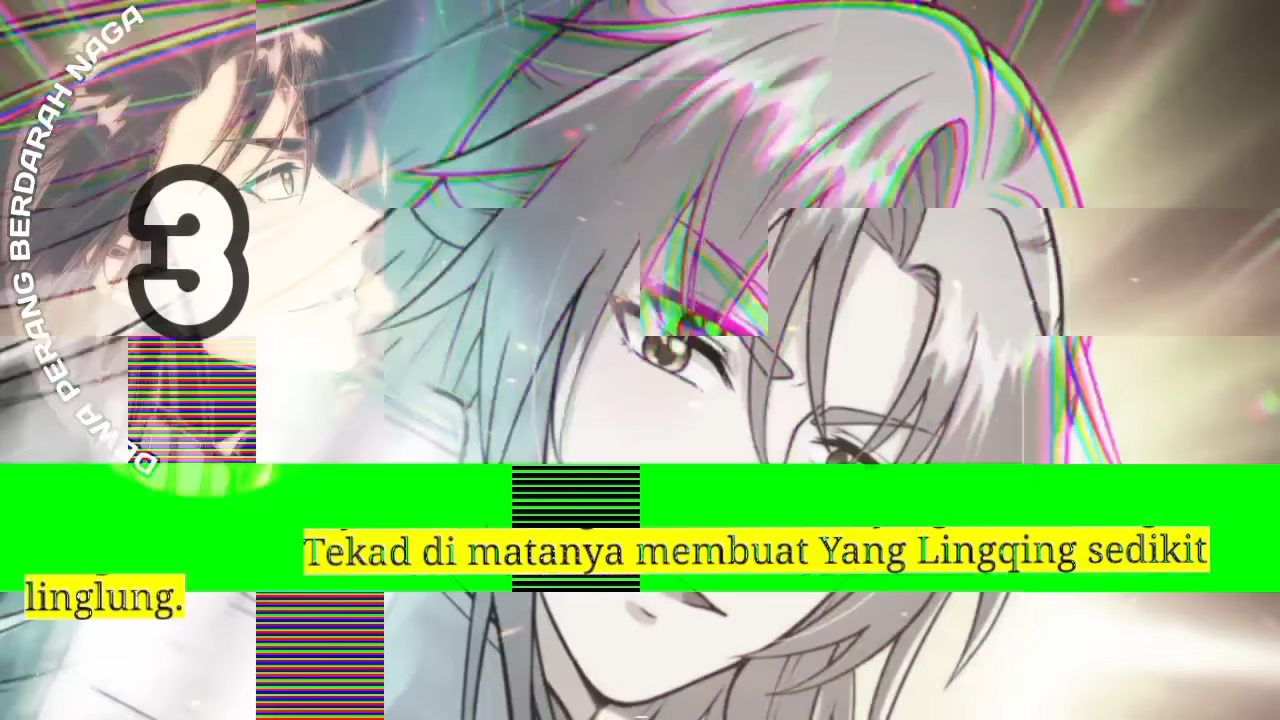 DEWA PERANG BERDARAH NAGA
3
Tekad di matanya membuat Yang Lingqing sedikit
linglung.